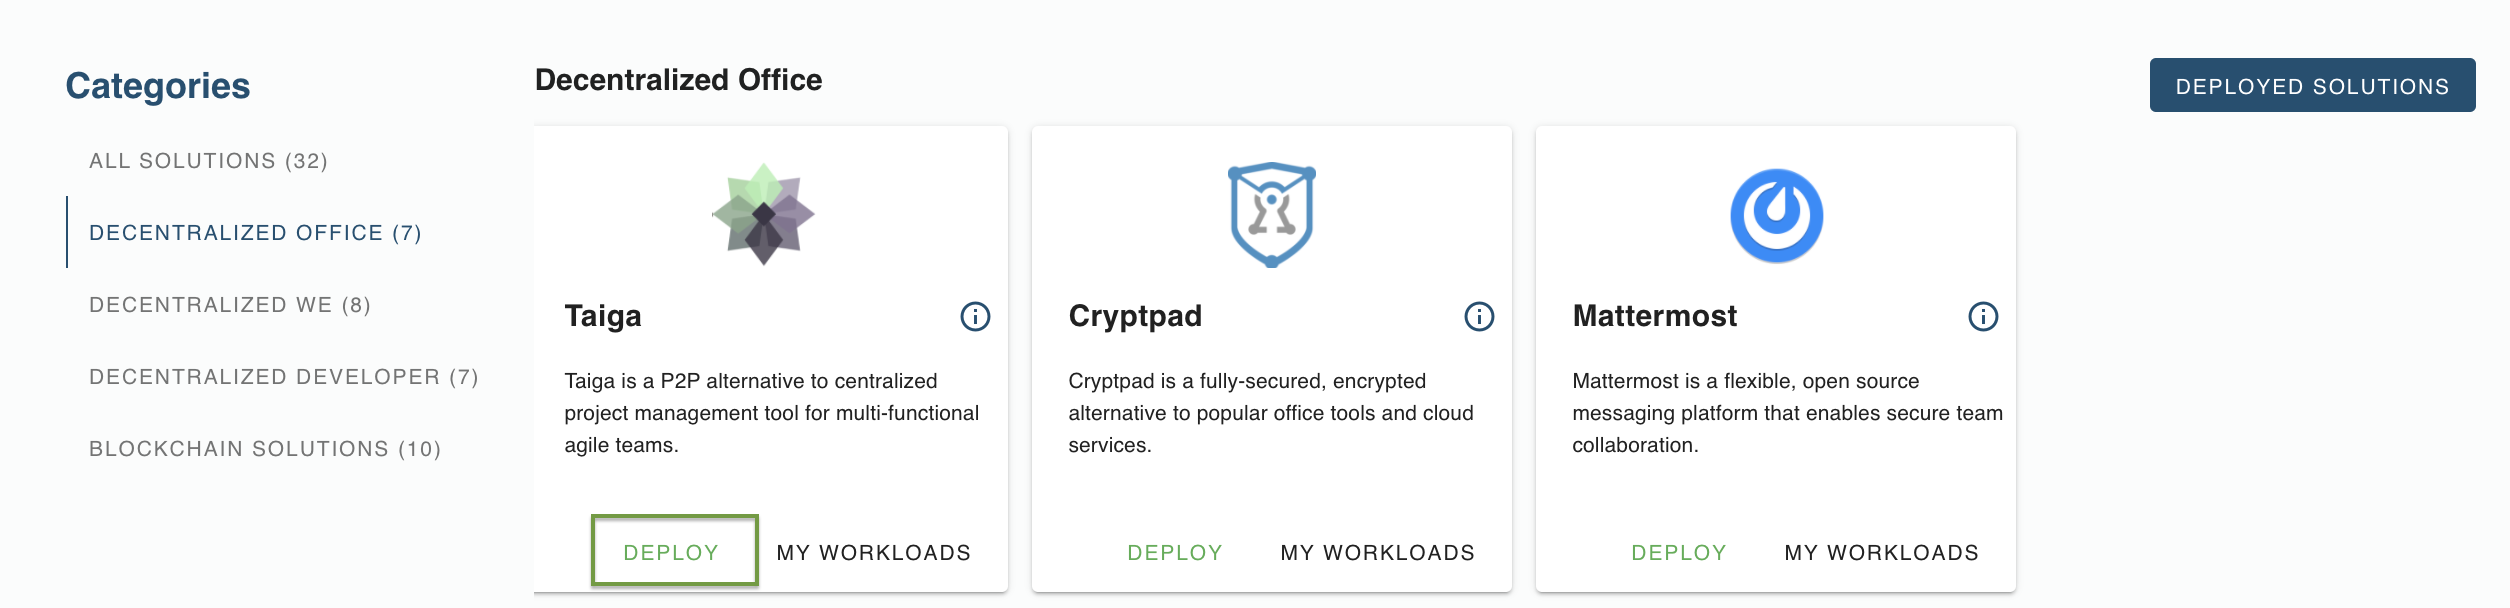 Categories
ALL SOLUTIONS (32)
DECENTRALIZED OFFICE (7)
DECENTRALIZED WE (8)
DECENTRALIZED DEVELOPER (7)
BLOCKCHAIN SOLUTIONS (10)
Decentralized Office
DEPLOYED SOLUTIONS
Taiga
Taiga is a P2P alternative to centralized
project management tool for multi-functional
agile teams.
DEPLOY MY WORKLOADS
Cryptpad
Cryptpad is a fully-secured, encrypted
alternative to popular office tools and cloud
services.
DEPLOY MY WORKLOADS
Mattermost
Mattermost is a flexible, open source
messaging platform that enables secure team
collaboration.
DEPLOY MY WORKLOADS